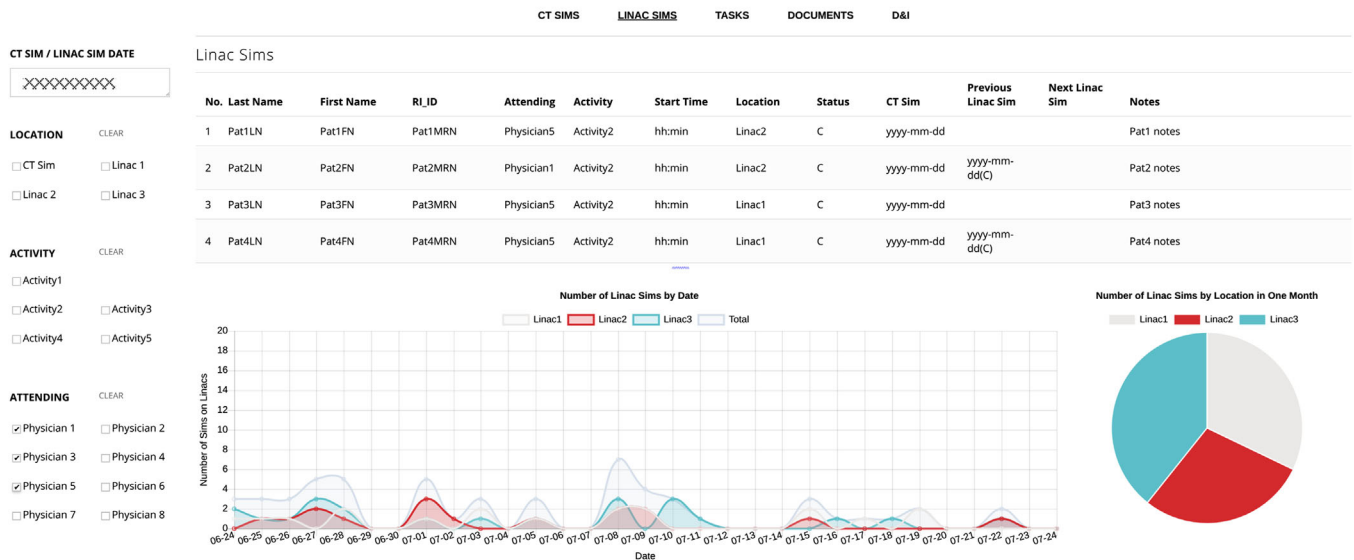 CT SIMS LINAC SIMS TASKS DOCUMENTS D&I
CT SIM / LINAC SIM DATE
XXXXXXXXX
LOCATION CLEAR
CT Sim Linac 1
Linac 2 Linac 3
ACTIVITY CLEAR
Activity1
Activity2 Activity3
Activity4 Activity5
ATTENDING CLEAR
Physician 1 Physician 2
Physician 3 Physician 4
Physician 5 Physician 6
Physician 7 Physician 8
Linac Sims
No. Last Name First Name RI_ID Attending Activity Start Time Location Status CT Sim Previous Linac Sim Next Linac Sim Notes
1 Pat1LN Pat1FN Pat1MRN Physician5 Activity2 hh:min Linac2 C yyyy-mm-dd Pat1 notes
2 Pat2LN Pat2FN Pat2MRN Physician1 Activity2 hh:min Linac2 C yyyy-mm-dd yyyy-mm-dd(C) Pat2 notes
3 Pat3LN Pat3FN Pat3MRN Physician5 Activity2 hh:min Linac1 C yyyy-mm-dd Pat3 notes
4 Pat4LN Pat4FN Pat4MRN Physician5 Activity2 hh:min Linac1 C yyyy-mm-dd yyyy-mm-dd(C) Pat4 notes
Number of Linac Sims by Date
Linac1 Linac2 Linac3 Total
Number of Sims on Linacs
20
18
16
14
12
10
8
6
4
2
0
06-24 06-25 06-26 06-27 06-28 06-29 06-30 07-01 07-02 07-03 07-04 07-05 07-06 07-07 07-08 07-09 07-10 07-11 07-12 07-13 07-14 07-15 07-16 07-17 07-18 07-19 07-20 07-21 07-22 07-23 07-24
Date
Number of Linac Sims by Location in One Month
Linac1 Linac2 Linac3